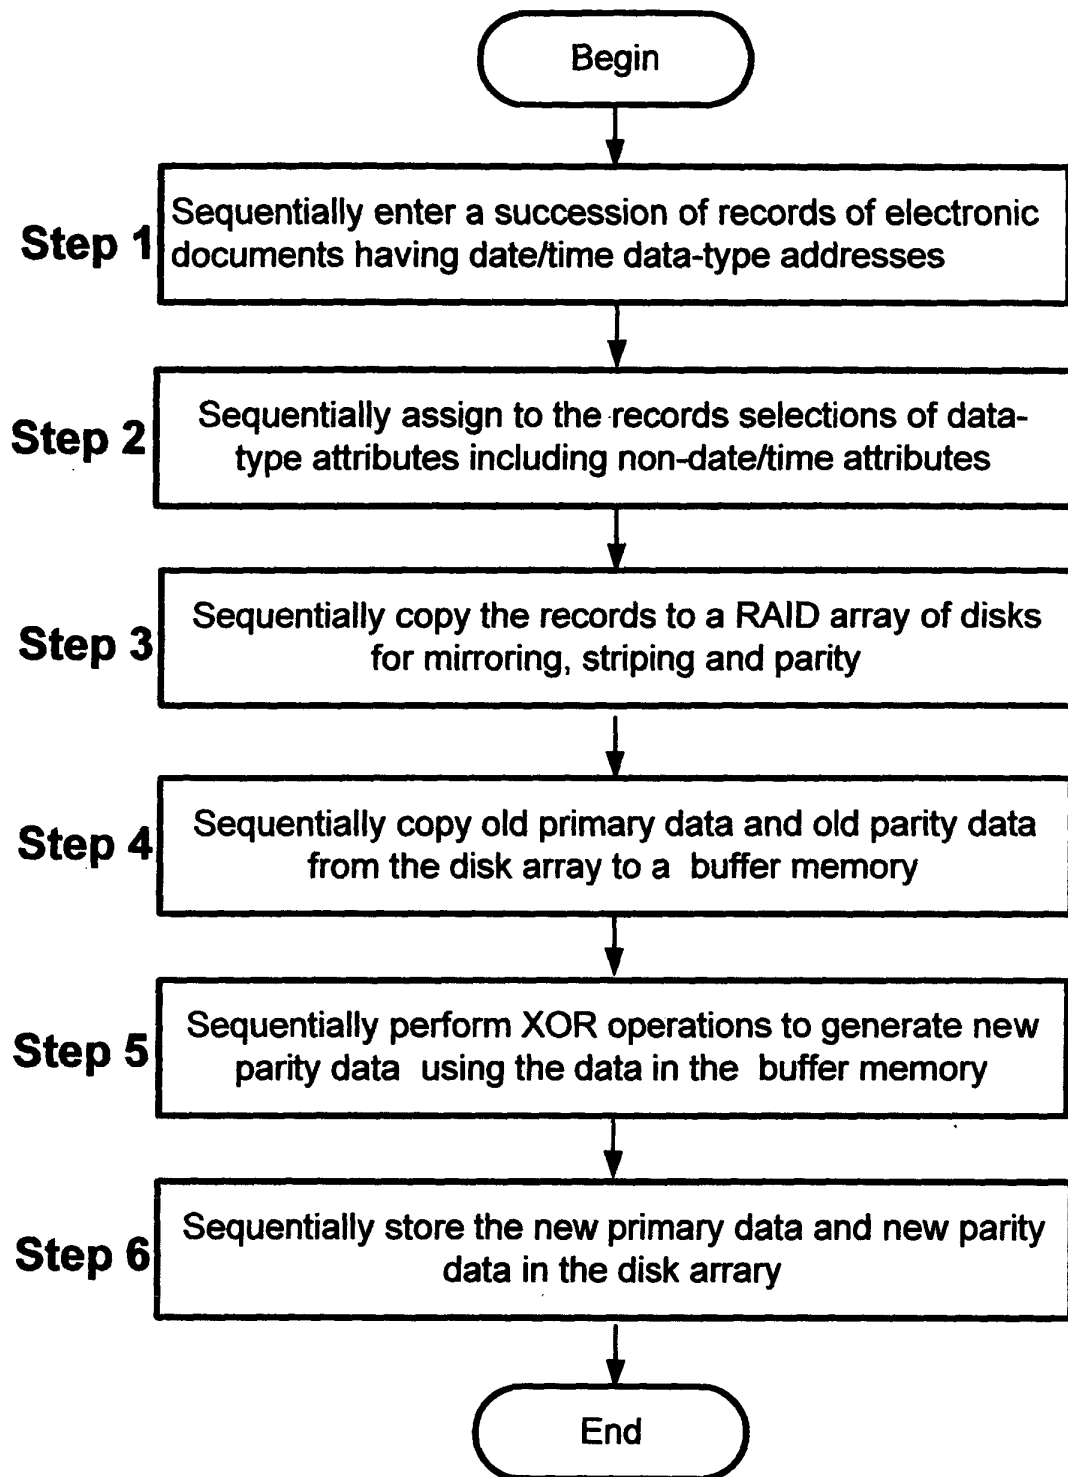 Begin
Step 1
Sequentially enter a succession of records of electronic
documents having date/time data-type addresses
Step 2
Sequentially assign to the records selections of data-
type attributes including non-date/time attributes
Step 3
Sequentially copy the records to a RAID array of disks
for mirroring, striping and parity
Step 4
Sequentially copy old primary data and old parity data
from the disk array to a buffer memory
Step 5
Sequentially perform XOR operations to generate new
parity data using the data in the buffer memory
Step 6
Sequentially store the new primary data and new parity
data in the disk arrary
End